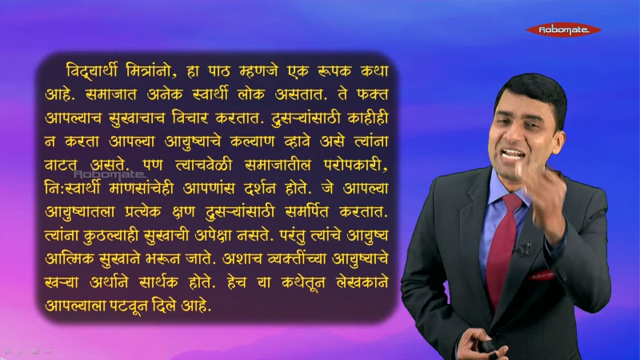 Robomate
विद्यार्थी मित्रांनो, हा पाठ म्हणजे एक रूपक कथा
आहे. समाजात अनेक स्वार्थी लोक असतात. ते फक्त
आपल्याच सुखाचाच विचार करतात. दुसऱ्यांसाठी काहीही
न करता आपल्या आयुष्याचे कल्याण व्हावे असे त्यांना
वाटत असते. पण त्याचवेळी समाजातील परोपकारी,
Robomate
नि:स्वार्थी माणसांचेही आपणांस दर्शन होते. जे आपल्या
आयुष्यातला प्रत्येक क्षण दुसऱ्यांसाठी समर्पित करतात.
त्यांना कुठल्याही सुखाची अपेक्षा नसते. परंतु त्यांचे आयुष्य
आत्मिक सुखाने भरून जाते. अशाच व्यक्तींच्या आयुष्याचे
खऱ्या अर्थाने सार्थक होते. हेच या कथेतून लेखकाने
आपल्याला पटवून दिले आहे.